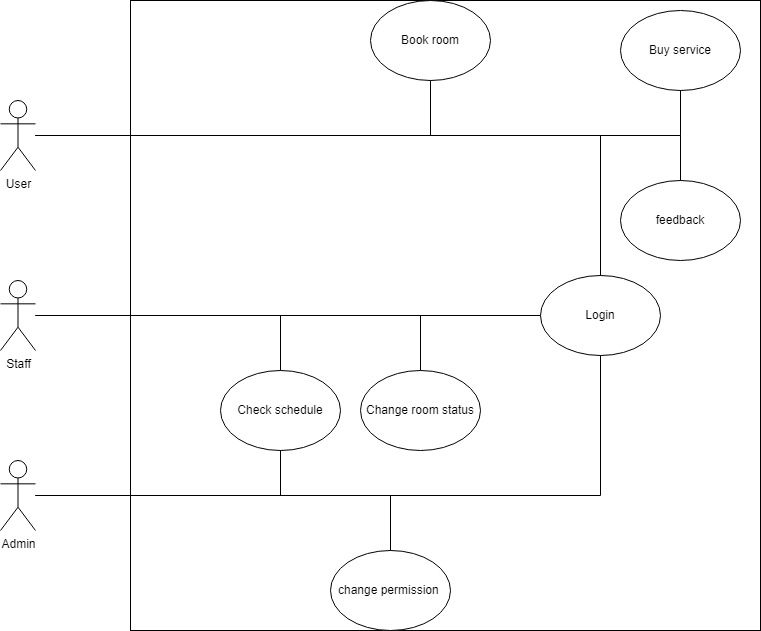 Book room
Buy service
User
feedback
Login
Staff
Check schedule
Change room status
Admin
change permission